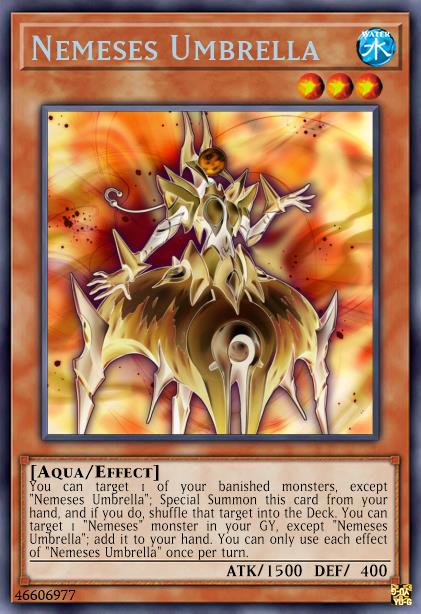 Nemeses Umbrella
WATER
水
[Aqua/Effect]
You can target 1 of your banished monsters, except
"Nemeses Umbrella"; Special Summon this card from your
hand, and if you do, shuffle that target into the Deck. You can
target 1 "Nemeses" monster in your GY, except "Nemeses
Umbrella"; add it to your hand. You can only use each effect
of "Nemeses Umbrella" once per turn.
ATK/1500 DEF/ 400
46606977